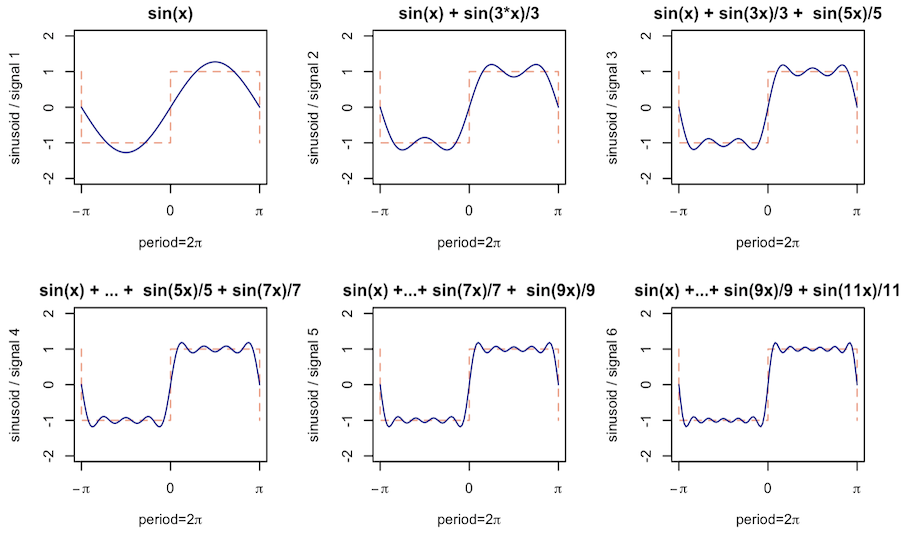 sin(x)
sin(x) + sin(3*x)/3
sin(x) + sin(3x)/3 + sin(5x)/5
sinusoid / signal 1
2
1
0
-1
-2
−π
0
π
period=2π
sinusoid / signal 2
2
1
0
-1
-2
−π
0
π
period=2π
sinusoid / signal 3
2
1
0
-1
-2
−π
0
π
period=2π
sin(x) + ... + sin(5x)/5 + sin(7x)/7
sin(x) +...+ sin(7x)/7 + sin(9x)/9
sin(x) +...+ sin(9x)/9 + sin(11x)/11
sinusoid / signal 4
2
1
0
-1
-2
−π
0
π
period=2π
sinusoid / signal 5
2
1
0
-1
-2
−π
0
π
period=2π
sinusoid / signal 6
2
1
0
-1
-2
−π
0
π
period=2π